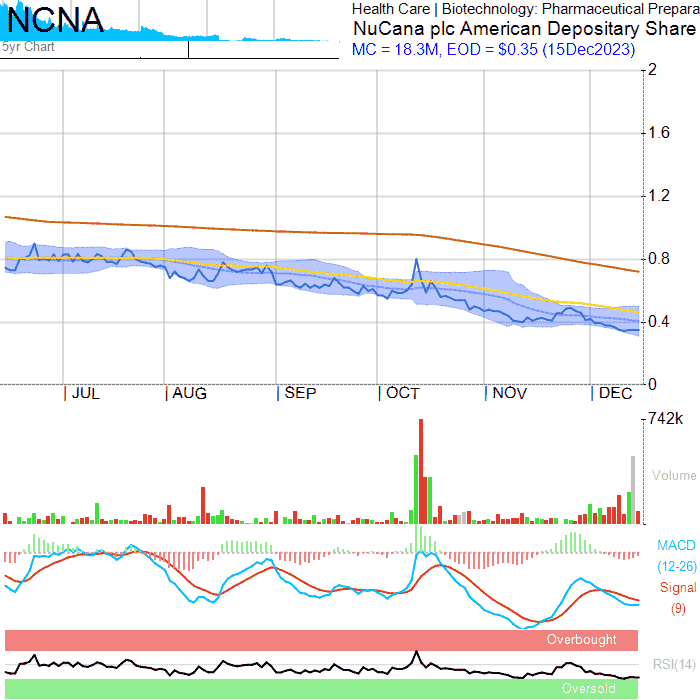 NCNA
5yr Chart
Health Care | Biotechnology: Pharmaceutical Prepara
NuCana plc American Depositary Share
MC = 18.3M, EOD = $0.35 (15Dec2023)
2
1.6
1.2
0.8
0.4
0
JUL AUG SEP OCT NOV DEC
742k
Volume
MACD
(12-26)
Signal
(9)
Overbought
RSI(14)
Oversold